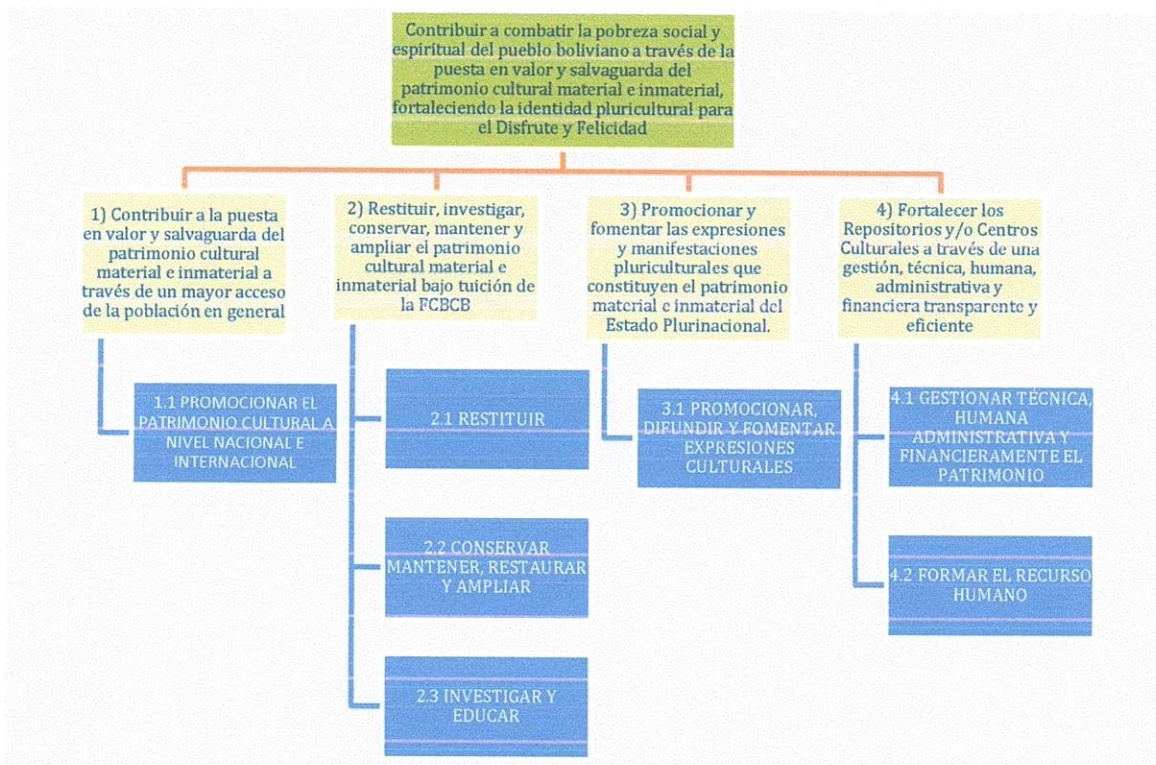 Contribuir a combatir la pobreza social y
espiritual del pueblo boliviano a través de la
puesta en valor y salvaguarda del
patrimonio cultural material e inmaterial,
fortaleciendo la identidad pluricultural para
el Disfrute y Felicidad
1) Contribuir a la puesta
en valor y salvaguarda del
patrimonio cultural
material e inmaterial a
través de un mayor acceso
de la población en general
1.1 PROMOCIONAR EL
PATRIMONIO CULTURAL A
NIVEL NACIONAL E
INTERNACIONAL
2) Restituir, investigar,
conservar, mantener y
ampliar el patrimonio
cultural material e
inmaterial bajo tuición de
la FCBCB
2.1 RESTITUIR
2.2 CONSERVAR
MANTENER, RESTAURAR
Y AMPLIAR
2.3 INVESTIGAR Y
EDUCAR
3) Promocionar y
fomentar las expresiones
y manifestaciones
pluriculturales que
constituyen el patrimonio
material e inmaterial del
Estado Plurinacional.
3.1 PROMOCIONAR,
DIFUNDIR Y FOMENTAR
EXPRESIONES
CULTURALES
4) Fortalecer los
Repositorios y/o Centros
Culturales a través de una
gestión, técnica, humana,
administrativa y
financiera transparente y
eficiente
4.1 GESTIONAR TÉCNICA,
HUMANA
ADMINISTRATIVA Y
FINANCIERAMENTE EL
PATRIMONIO
4.2 FORMAR EL RECURSO
HUMANO